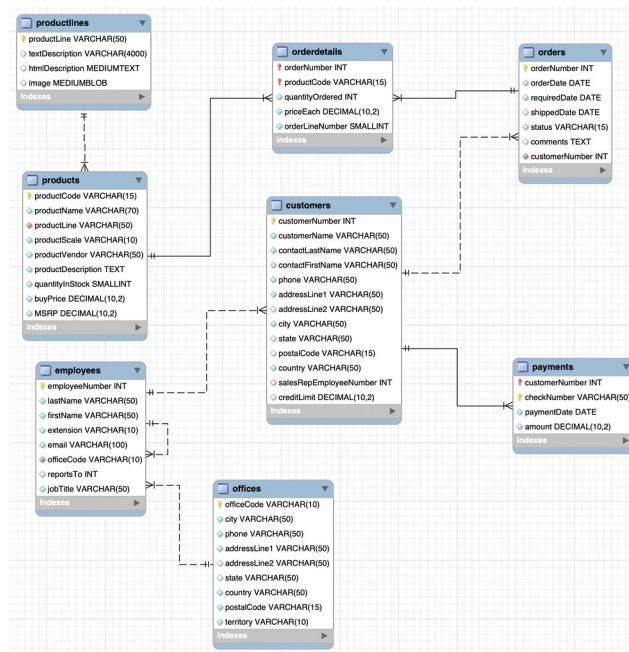 productlines
productLine VARCHAR(50)
textDescription VARCHAR(4000)
htmlDescription MEDIUMTEXT
image MEDIUMBLOB
Indexes
products
productCode VARCHAR(15)
productName VARCHAR(70)
productLine VARCHAR(50)
productScale VARCHAR(10)
productVendor VARCHAR(50)
productDescription TEXT
quantityInStock SMALLINT
buyPrice DECIMAL(10,2)
MSRP DECIMAL(10,2)
Indexes
employees
employeeNumber INT
lastName VARCHAR(50)
firstName VARCHAR(50)
extension VARCHAR(10)
email VARCHAR(100)
officeCode VARCHAR(10)
reportsTo INT
jobTitle VARCHAR(50)
Indexes
orderdetails
orderNumber INT
productCode VARCHAR(15)
quantityOrdered INT
priceEach DECIMAL(10,2)
orderLineNumber SMALLINT
Indexes
customers
customerNumber INT
customerName VARCHAR(50)
contactLastName VARCHAR(50)
contactFirstName VARCHAR(50)
phone VARCHAR(50)
addressLine1 VARCHAR(50)
addressLine2 VARCHAR(50)
city VARCHAR(50)
state VARCHAR(50)
postalCode VARCHAR(15)
country VARCHAR(50)
salesRepEmployeeNumber INT
creditLimit DECIMAL(10,2)
Indexes
offices
officeCode VARCHAR(10)
city VARCHAR(50)
phone VARCHAR(50)
addressLine1 VARCHAR(50)
addressLine2 VARCHAR(50)
state VARCHAR(50)
country VARCHAR(50)
postalCode VARCHAR(15)
territory VARCHAR(10)
Indexes
orders
orderNumber INT
orderDate DATE
requiredDate DATE
shippedDate DATE
status VARCHAR(15)
comments TEXT
customerNumber INT
Indexes
payments
customerNumber INT
checkNumber VARCHAR(50)
paymentDate DATE
amount DECIMAL(10,2)
Indexes